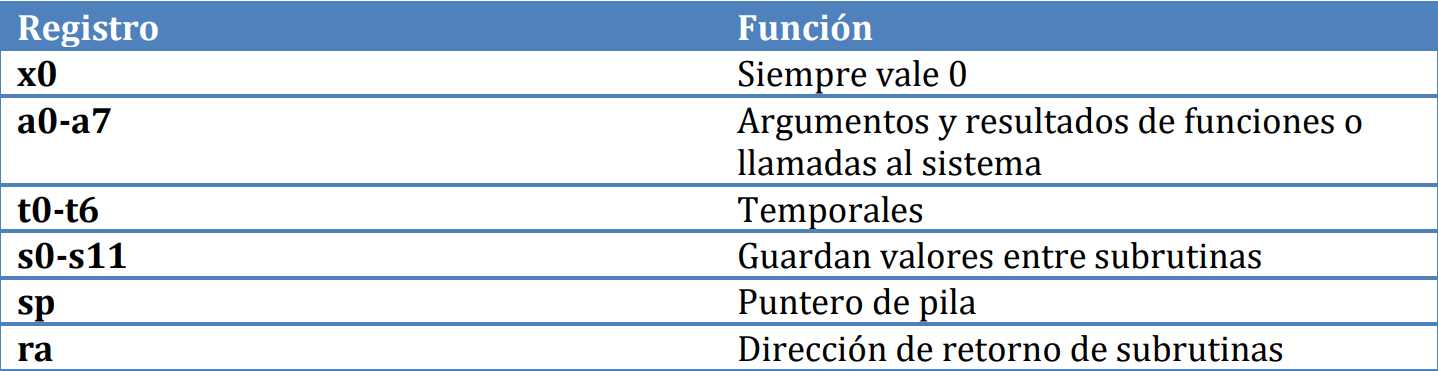 Registro Función
x0 Siempre vale 0
a0-a7 Argumentos y resultados de funciones o
llamadas al sistema
t0-t6 Temporales
s0-s11 Guardan valores entre subrutinas
sp Puntero de pila
ra Dirección de retorno de subrutinas